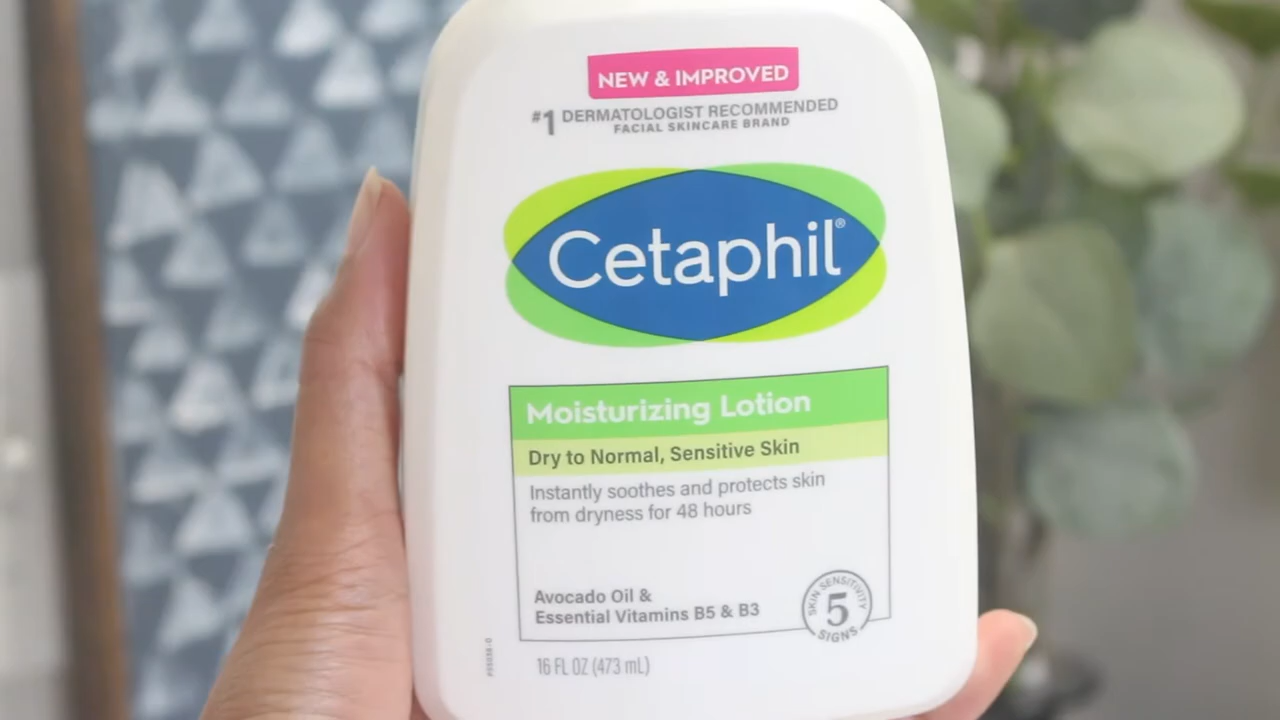 NEW & IMPROVED
#1 DERMATOLOGIST RECOMMENDED
FACIAL SKINCARE BRAND
Cetaphil®
Moisturizing Lotion
Dry to Normal, Sensitive Skin
Instantly soothes and protects skin
from dryness for 48 hours
Avocado Oil &
Essential Vitamins B5 & B3
SKIN SENSITIVITY
5
SIGNS
16 FL OZ (473 mL)